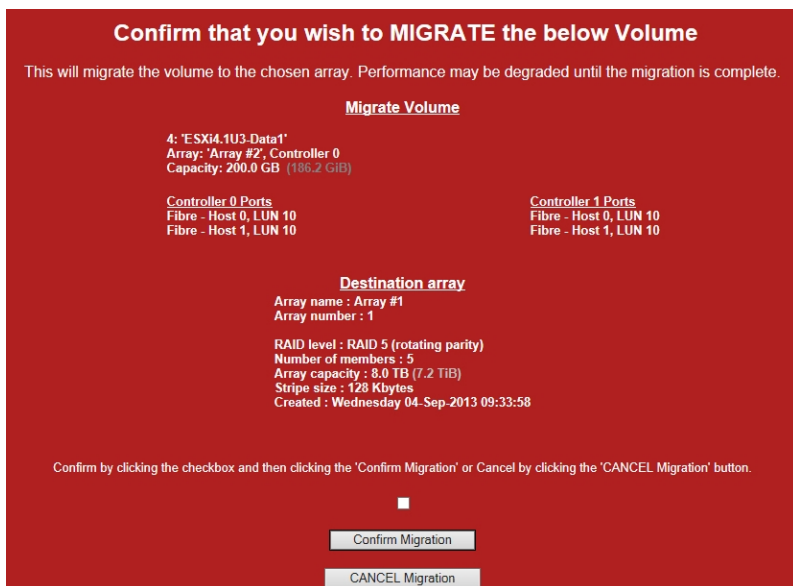 Confirm that you wish to MIGRATE the below Volume
This will migrate the volume to the chosen array. Performance may be degraded until the migration is complete.
Migrate Volume
4: 'ESXi4.1U3-Data1'
Array: 'Array #2', Controller 0
Capacity: 200.0 GB (186.2 GiB)
Controller 0 Ports
Fibre - Host 0, LUN 10
Fibre - Host 1, LUN 10
Controller 1 Ports
Fibre - Host 0, LUN 10
Fibre - Host 1, LUN 10
Destination array
Array name : Array #1
Array number : 1
RAID level : RAID 5 (rotating parity)
Number of members : 5
Array capacity : 8.0 TB (7.2 TiB)
Stripe size : 128 Kbytes
Created : Wednesday 04-Sep-2013 09:33:58
Confirm by clicking the checkbox and then clicking the 'Confirm Migration' or Cancel by clicking the 'CANCEL Migration' button.
Confirm Migration
CANCEL Migration